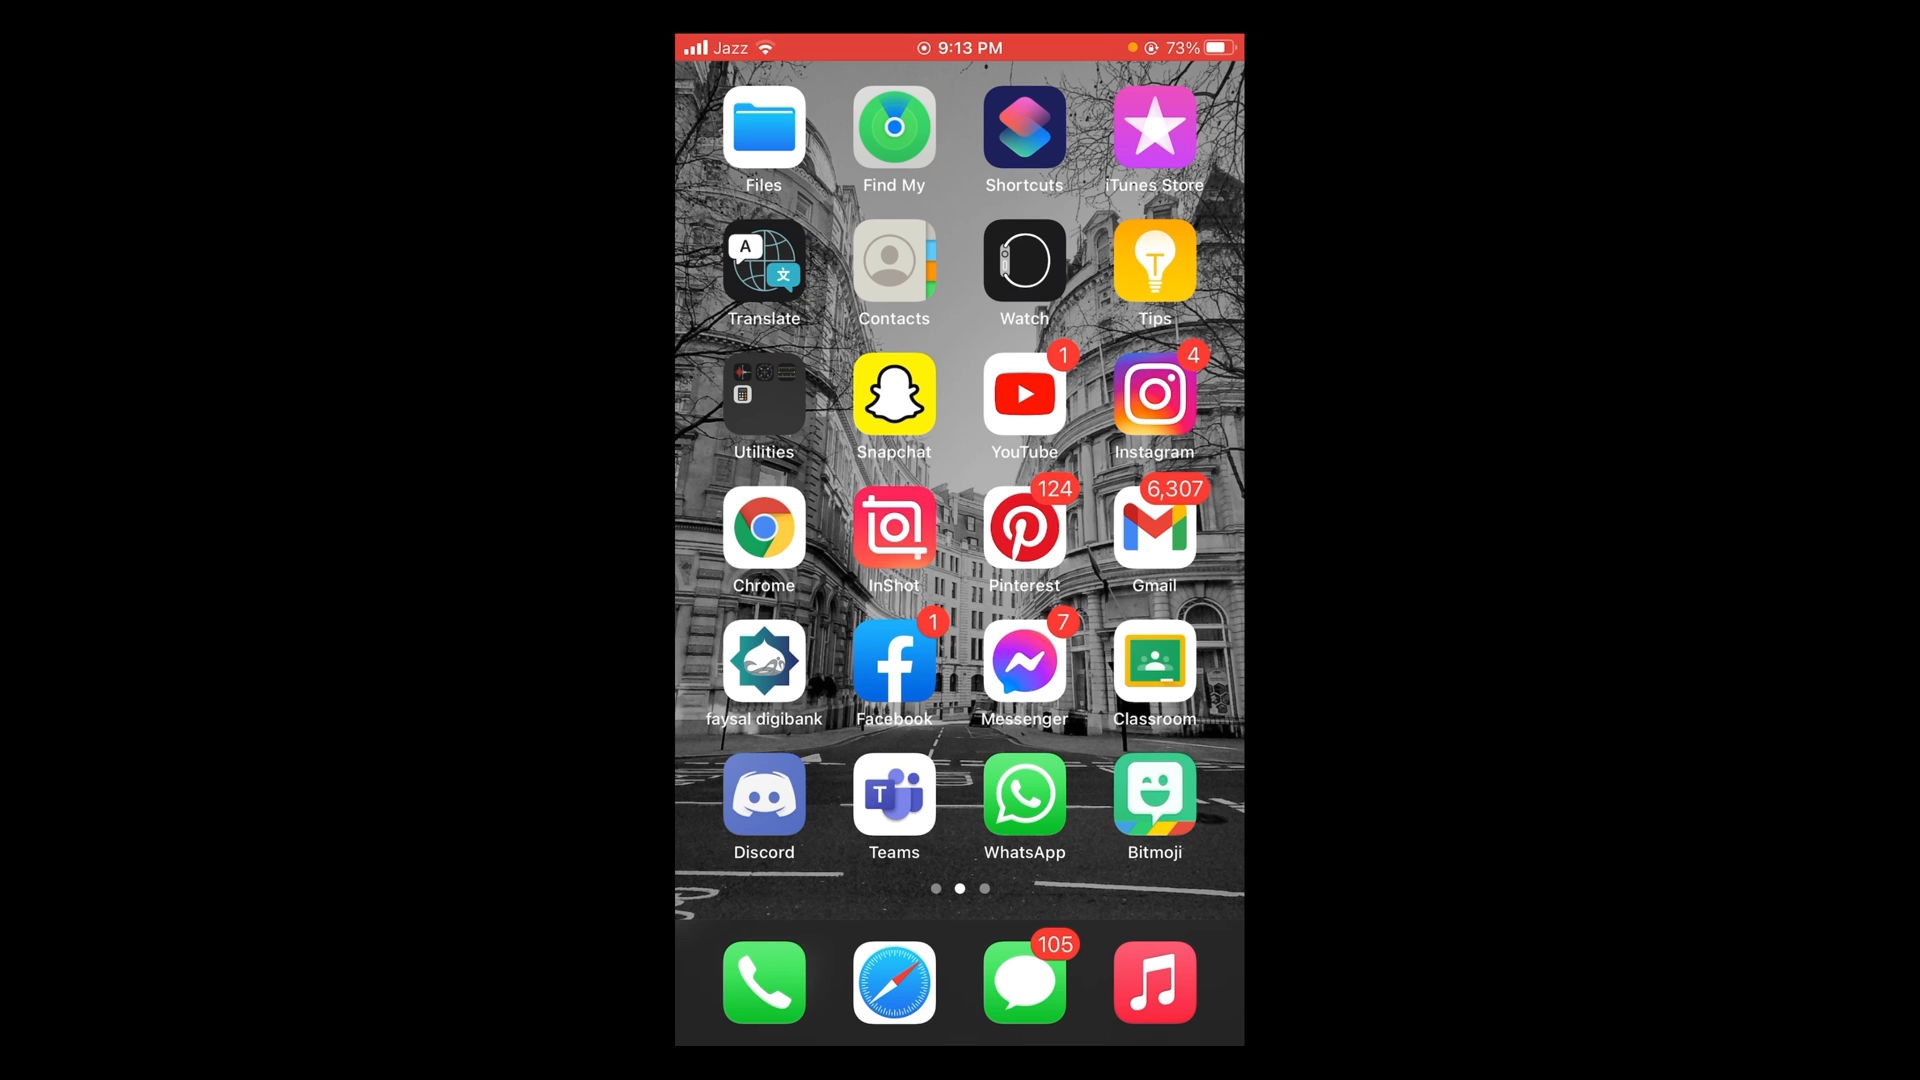 Jazz 9:13 PM 73%
Files Find My Shortcuts iTunes Store
A 文 T
Translate Contacts Watch Tips
1 4
Utilities Snapchat YouTube Instagram
124 6,307
Chrome InShot Pinterest Gmail
1 7
faysal digibank Facebook Messenger Classroom
T
Discord Teams WhatsApp Bitmoji
105